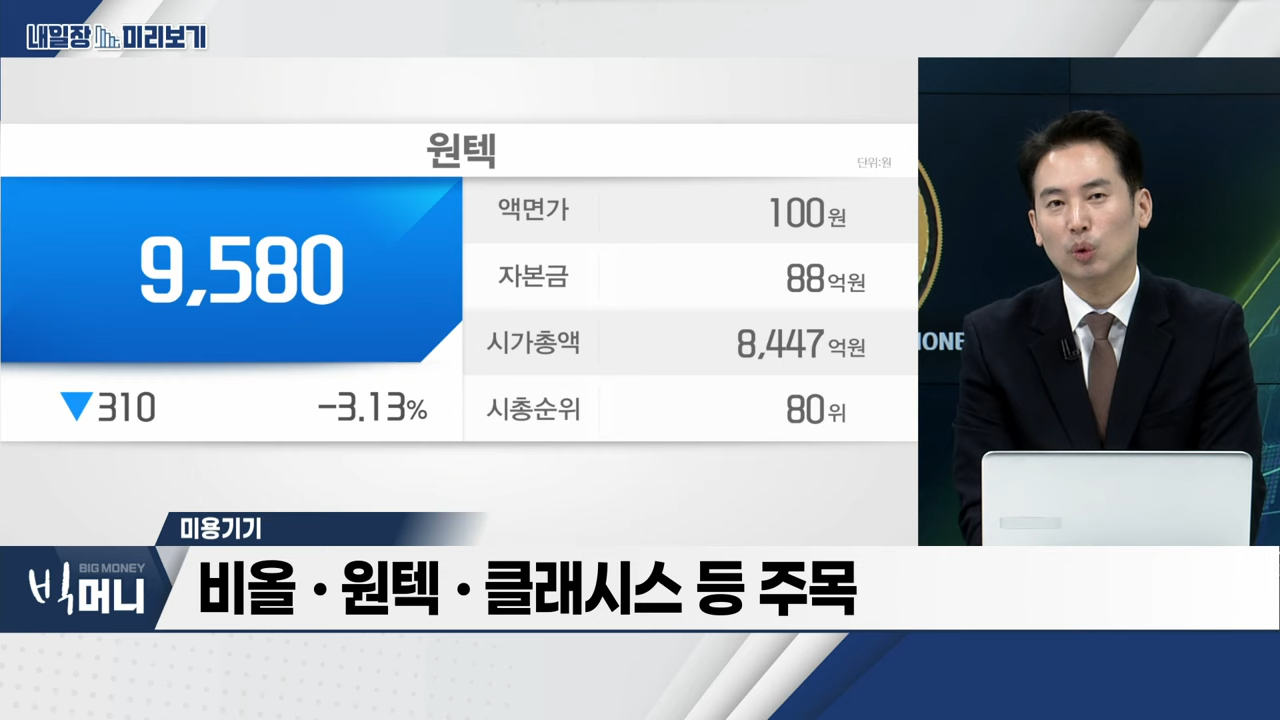 내일장 미리보기
원텍
단위:원
9,580
▼310 -3.13%
액면가 100원
자본금 88억원
시가총액 8,447억원
시총순위 80위
IONE
미용기기
BIG MONEY
빅머니
비올·원텍·클래시스 등 주목